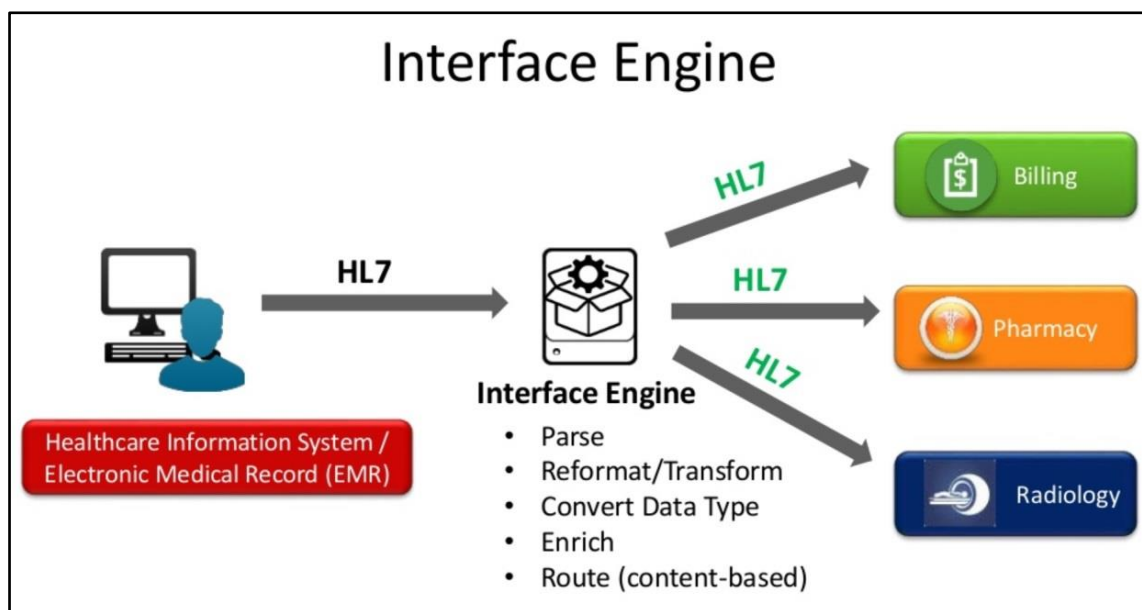 Interface Engine
HL7
HL7
HL7
HL7
Billing
Pharmacy
Radiology
Healthcare Information System /
Electronic Medical Record (EMR)
Interface Engine
• Parse
• Reformat/Transform
• Convert Data Type
• Enrich
• Route (content-based)